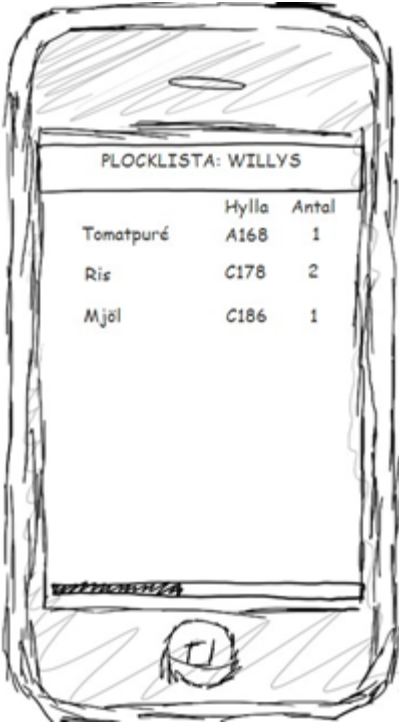 PLOCKLISTA: WILLYS
Hylla Antal
Tomatpuré A168 1
Ris C178 2
Mjöl C186 1